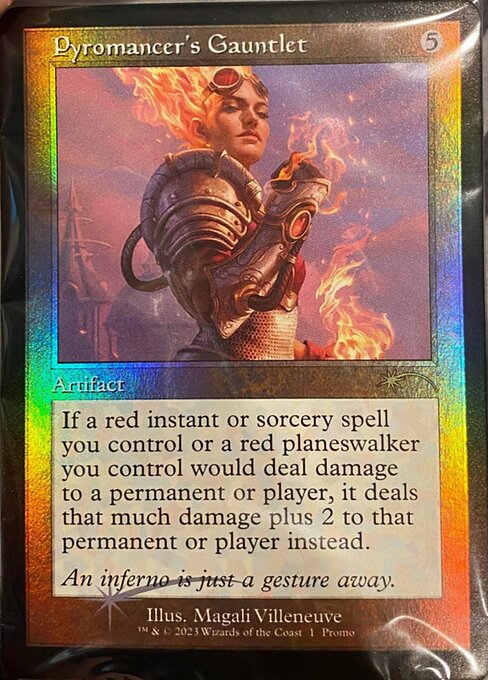 Pyromancer's Gauntlet 5
Artifact
If a red instant or sorcery spell
you control or a red planeswalker
you control would deal damage
to a permanent or player, it deals
that much damage plus 2 to that
permanent or player instead.
An inferno is just a gesture away.
Illus. Magali Villeneuve
™ & © 2023 Wizards of the Coast 1 Promo